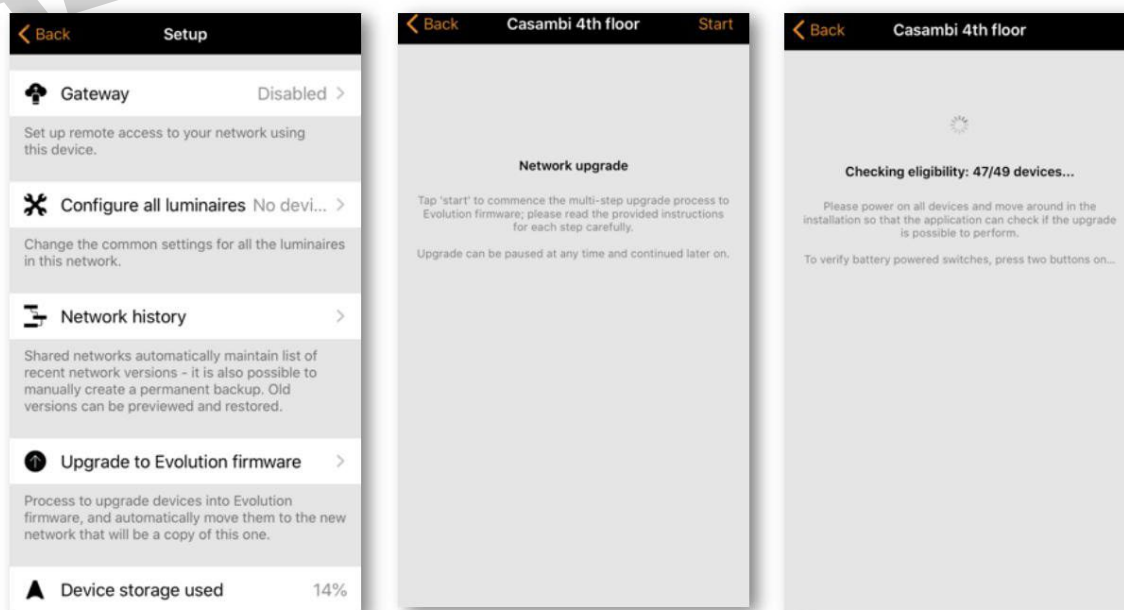 Back Setup
Gateway Disabled
Set up remote access to your network using
this device.
Configure all luminaires No devi...
Change the common settings for all the luminaires
in this network.
Network history
Shared networks automatically maintain list of
recent network versions - it is also possible to
manually create a permanent backup. Old
versions can be previewed and restored.
Upgrade to Evolution firmware
Process to upgrade devices into Evolution
firmware, and automatically move them to the new
network that will be a copy of this one.
Device storage used 14%
Back Casambi 4th floor Start
Network upgrade
Tap 'start' to commence the multi-step upgrade process to
Evolution firmware; please read the provided instructions
for each step carefully.
Upgrade can be paused at any time and continued later on.
Back Casambi 4th floor
Checking eligibility: 47/49 devices...
Please power on all devices and move around in the
installation so that the application can check if the upgrade
is possible to perform.
To verify battery powered switches, press two buttons on...